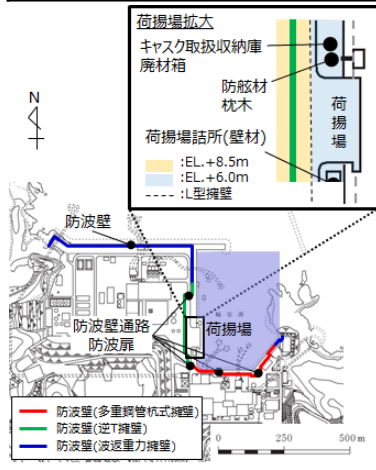 荷揚場拡大
キャスク取扱収納庫
廃材箱
防舷材
枕木
荷揚場
荷揚場詰所(壁材)
:EL.+8.5m
:EL.+6.0m
:L型擁壁
N
防波壁
防波壁通路
防波扉
荷揚場
防波壁(多重鋼管杭式擁壁)
防波壁(逆T擁壁)
防波壁(波返重力擁壁)
0 250 500 m